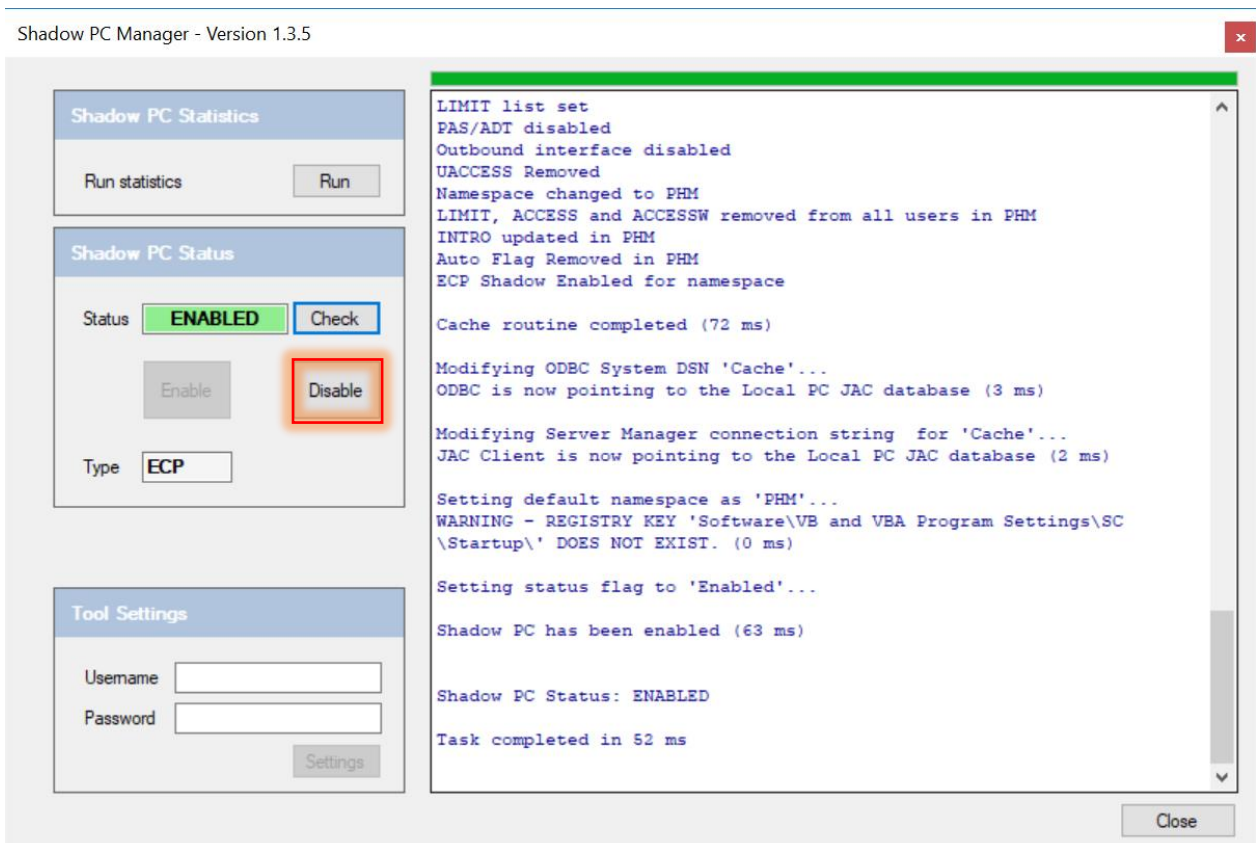 Shadow PC Manager - Version 1.3.5
x
Shadow PC Statistics
Run statistics Run
Shadow PC Status
Status ENABLED Check
Enable Disable
Type ECP
Tool Settings
Username
Password
Settings
LIMIT list set
PAS/ADT disabled
Outbound interface disabled
UACCESS Removed
Namespace changed to PHM
LIMIT, ACCESS and ACCESSW removed from all users in PHM
INTRO updated in PHM
Auto Flag Removed in PHM
ECP Shadow Enabled for namespace
Cache routine completed (72 ms)
Modifying ODBC System DSN 'Cache'...
ODBC is now pointing to the Local PC JAC database (3 ms)
Modifying Server Manager connection string  for 'Cache'...
JAC Client is now pointing to the Local PC JAC database (2 ms)
Setting default namespace as 'PHM'...
WARNING - REGISTRY KEY 'Software\VB and VBA Program Settings\SC
\Startup\' DOES NOT EXIST. (0 ms)
Setting status flag to 'Enabled'...
Shadow PC has been enabled (63 ms)
Shadow PC Status: ENABLED
Task completed in 52 ms
Close